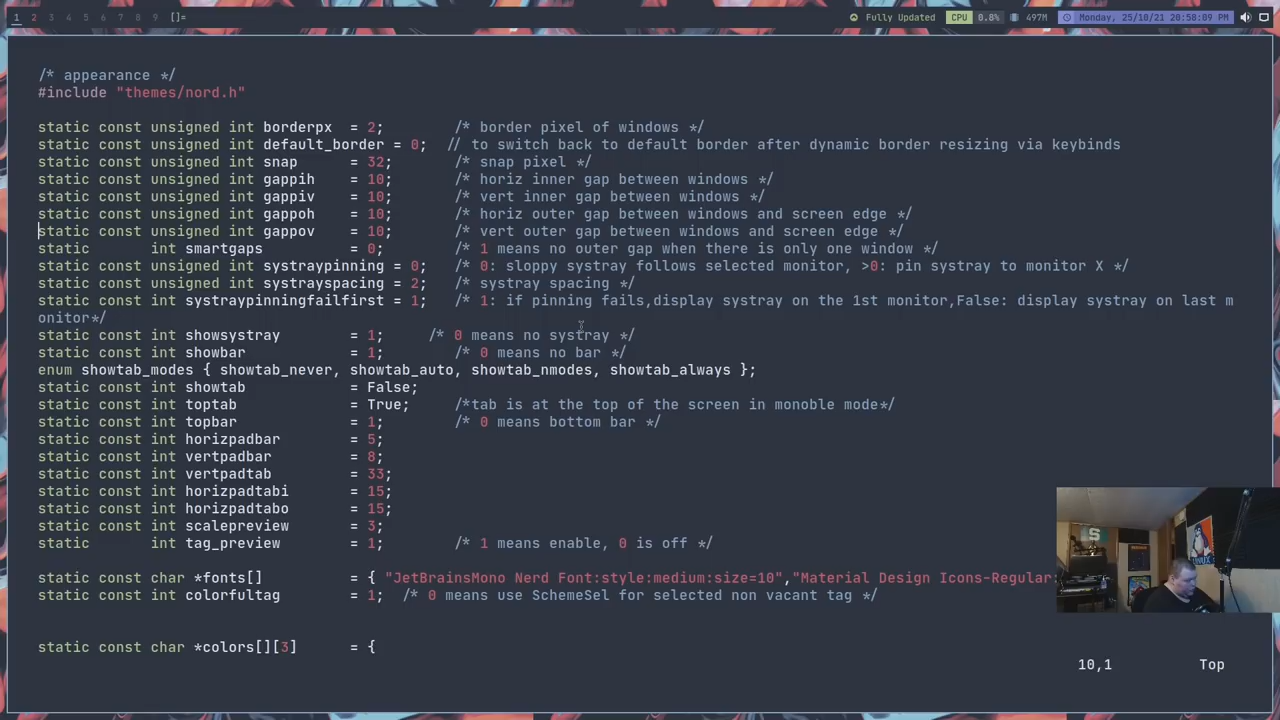 1 2 3 4 5 6 7 8 9 []= Fully Updated CPU 0.8% 497M Monday, 25/10/21 20:58:09 PM
/* appearance */
#include "themes/nord.h"
static const unsigned int borderpx = 2; /* border pixel of windows */
static const unsigned int default_border = 0; // to switch back to default border after dynamic border resizing via keybinds
static const unsigned int snap = 32; /* snap pixel */
static const unsigned int gappih = 10; /* horiz inner gap between windows */
static const unsigned int gappiv = 10; /* vert inner gap between windows */
static const unsigned int gappoh = 10; /* horiz outer gap between windows and screen edge */
static const unsigned int gappov = 10; /* vert outer gap between windows and screen edge */
static int smartgaps = 0; /* 1 means no outer gap when there is only one window */
static const unsigned int systraypinning = 0; /* 0: sloppy systray follows selected monitor, >0: pin systray to monitor X */
static const unsigned int systrayspacing = 2; /* systray spacing */
static const int systraypinningfailfirst = 1; /* 1: if pinning fails,display systray on the 1st monitor,False: display systray on last m
onitor*/
static const int showsystray = 1; /* 0 means no systray */
static const int showbar = 1; /* 0 means no bar */
enum showtab_modes { showtab_never, showtab_auto, showtab_nmodes, showtab_always };
static const int showtab = False;
static const int toptab = True; /*tab is at the top of the screen in monoble mode*/
static const int topbar = 1; /* 0 means bottom bar */
static const int horizpadbar = 5;
static const int vertpadbar = 8;
static const int vertpadtab = 33;
static const int horizpadtabi = 15;
static const int horizpadtabo = 15;
static const int scalepreview = 3;
static int tag_preview = 1; /* 1 means enable, 0 is off */
static const char *fonts[] = { "JetBrainsMono Nerd Font:style:medium:size=10","Material Design Icons-Regular:
static const int colorfultag = 1; /* 0 means use SchemeSel for selected non vacant tag */
static const char *colors[][3] = {
10,1 Top